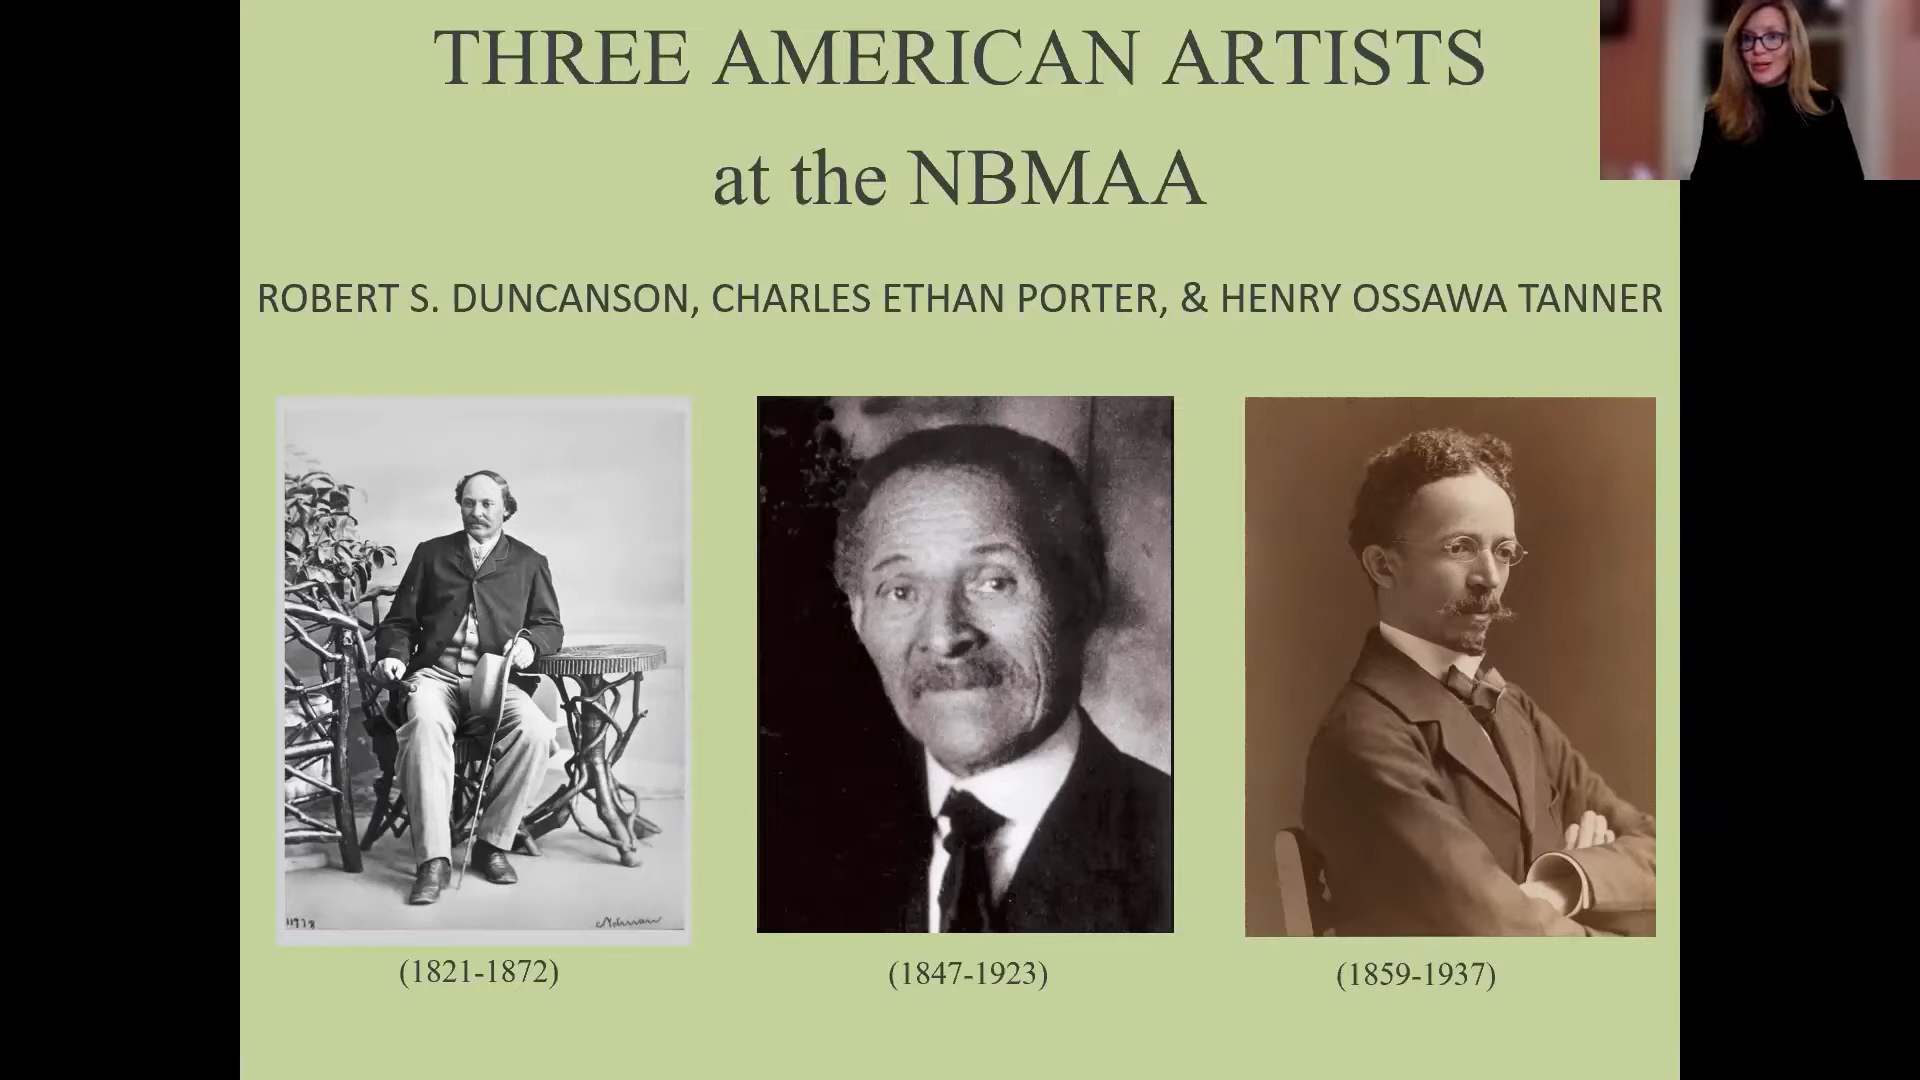 THREE AMERICAN ARTISTS
at the NBMAA
ROBERT S. DUNCANSON, CHARLES ETHAN PORTER, & HENRY OSSAWA TANNER
Notman
(1821-1872)
(1847-1923)
(1859-1937)